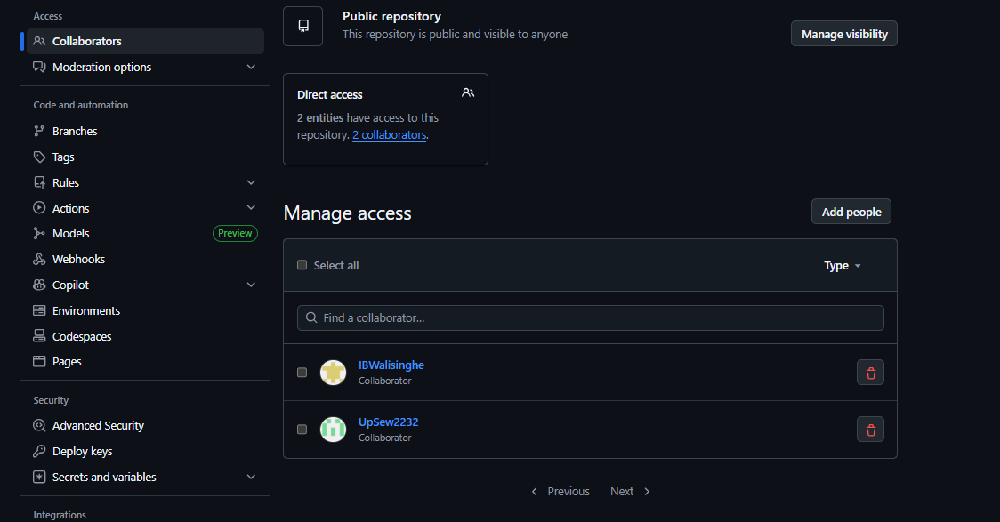 Access
Collaborators
Moderation options
Code and automation
Branches
Tags
Rules
Actions
Models Preview
Webhooks
Copilot
Environments
Codespaces
Pages
Security
Advanced Security
Deploy keys
Secrets and variables
Integrations
Public repository
This repository is public and visible to anyone
Manage visibility
Direct access
2 entities have access to this
repository. 2 collaborators.
Manage access
Add people
Select all
Type
Find a collaborator...
IBWalisinghe
Collaborator
UpSew2232
Collaborator
Previous Next